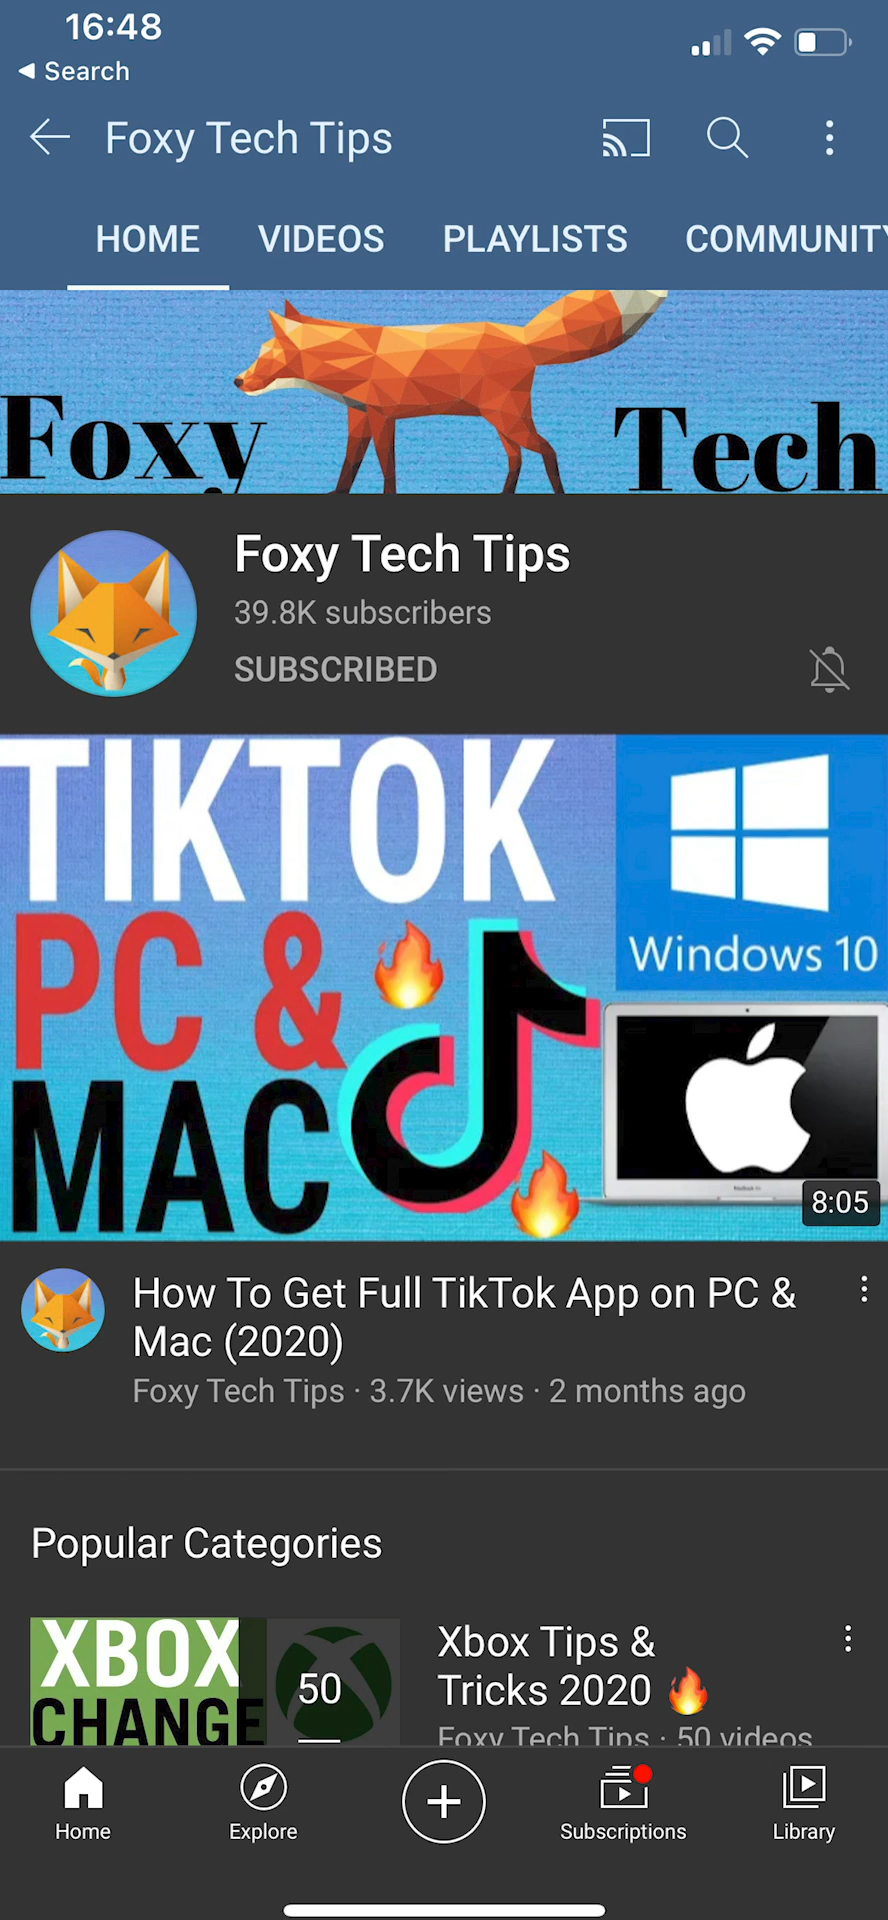 16:48
Search
Foxy Tech Tips
HOME VIDEOS PLAYLISTS COMMUNITY
Foxy Tech
Foxy Tech Tips
39.8K subscribers
SUBSCRIBED
TIKTOK
PC &
MAC
Windows 10
8:05
How To Get Full TikTok App on PC &
Mac (2020)
Foxy Tech Tips · 3.7K views · 2 months ago
Popular Categories
XBOX
CHANGE
50
Xbox Tips &
Tricks 2020 🔥
Foxy Tech Tips · 50 videos
Home Explore Subscriptions Library